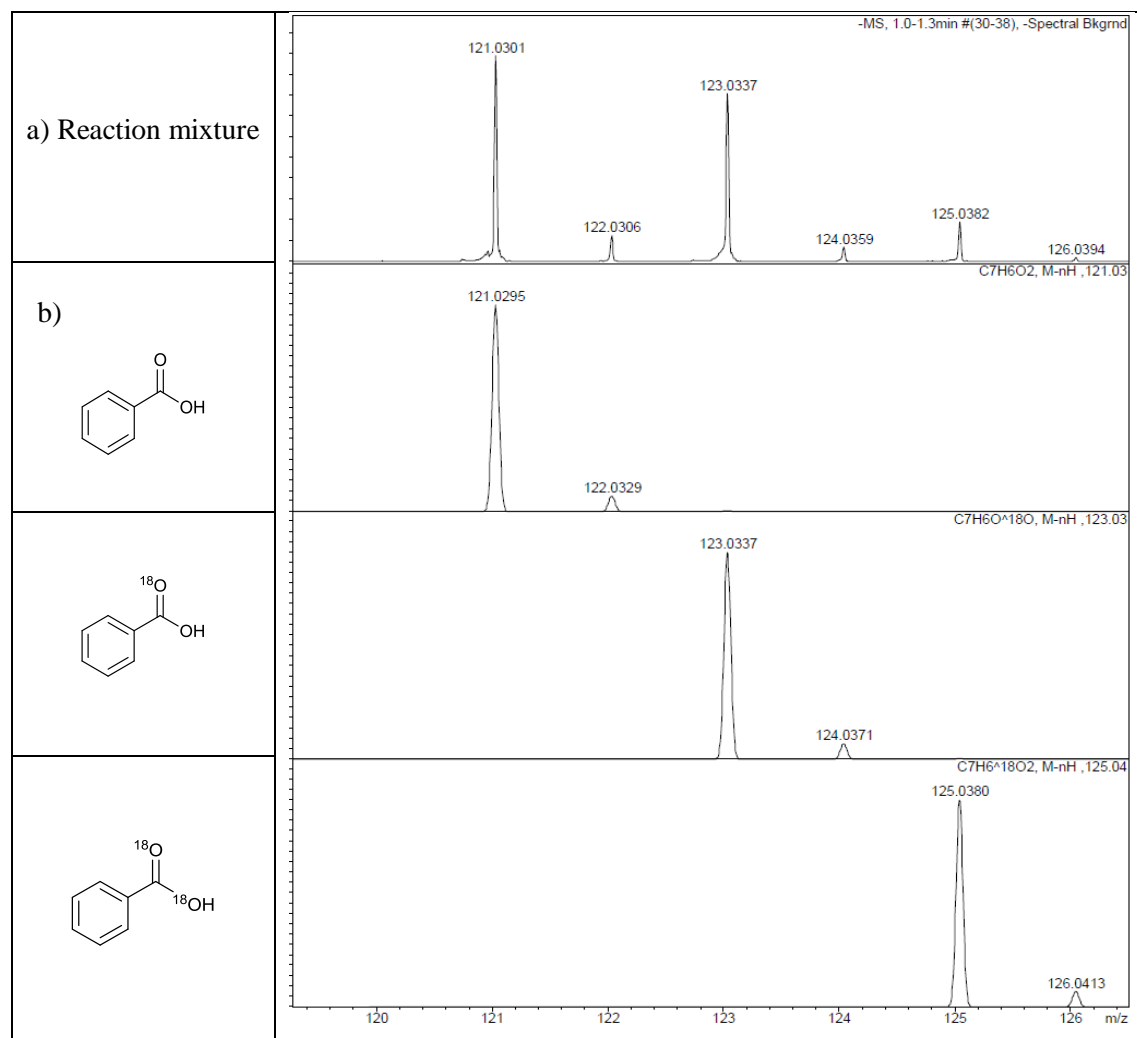 -MS, 1.0-1.3min #(30-38), -Spectral Bkgrnd
a) Reaction mixture
121.0301
122.0306
123.0337
124.0359
125.0382
126.0394
b)
O
OH
C7H6O2, M-nH ,121.03
121.0295
122.0329
18O
OH
C7H6O^18O, M-nH ,123.03
123.0337
124.0371
18O
18OH
C7H6^18O2, M-nH ,125.04
125.0380
126.0413
120 121 122 123 124 125 126 m/z